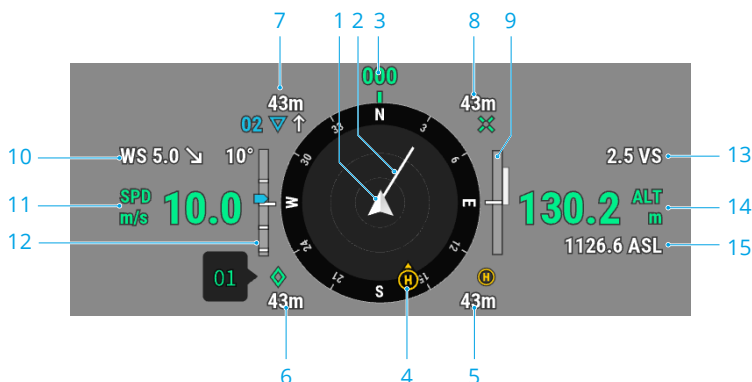 7 1 2 3 8 9
000
43m 43m
02 N
33 3
30 6
10 WS 5.0 10° 2.5 VS 13
11 SPD m/s 10.0 W E 130.2 ALT m 14
1126.6 ASL 15
12 24 12
01 21 S H 15 H
43m 43m
6 4 5